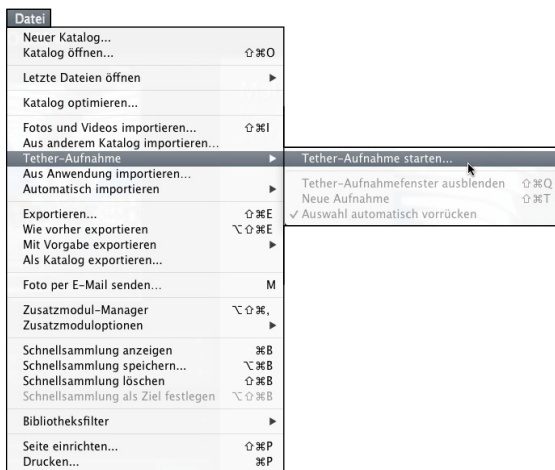 Datei
Neuer Katalog...
Katalog öffnen... ⇧⌘O
Letzte Dateien öffnen ▶
Katalog optimieren...
Fotos und Videos importieren... ⇧⌘I
Aus anderem Katalog importieren...
Tether-Aufnahme ▶
Aus Anwendung importieren...
Automatisch importieren ▶
Exportieren... ⇧⌘E
Wie vorher exportieren ⌥⇧⌘E
Mit Vorgabe exportieren ▶
Als Katalog exportieren...
Foto per E-Mail senden... M
Zusatzmodul-Manager ⌥⇧⌘,
Zusatzmoduloptionen ▶
Schnellsammlung anzeigen ⌘B
Schnellsammlung speichern... ⌥⌘B
Schnellsammlung löschen ⇧⌘B
Schnellsammlung als Ziel festlegen ⌥⇧⌘B
Bibliotheksfilter ▶
Seite einrichten... ⇧⌘P
Drucken... ⌘P
Tether-Aufnahme starten...
Tether-Aufnahmefenster ausblenden ⇧⌘Q
Neue Aufnahme ⇧⌘T
✓ Auswahl automatisch vorrücken